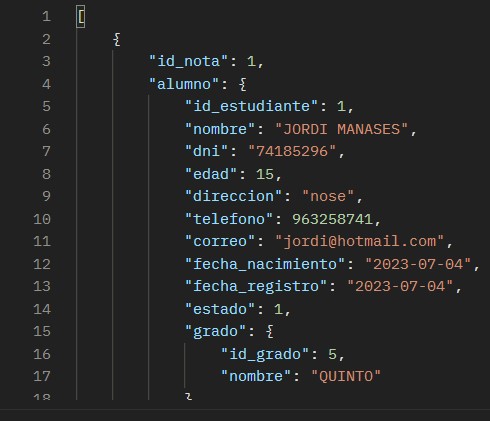 1 [
2 {
3 "id_nota": 1,
4 "alumno": {
5 "id_estudiante": 1,
6 "nombre": "JORDI MANASES",
7 "dni": "74185296",
8 "edad": 15,
9 "direccion": "nose",
10 "telefono": 963258741,
11 "correo": "jordi@hotmail.com",
12 "fecha_nacimiento": "2023-07-04",
13 "fecha_registro": "2023-07-04",
14 "estado": 1,
15 "grado": {
16 "id_grado": 5,
17 "nombre": "QUINTO"
18 }